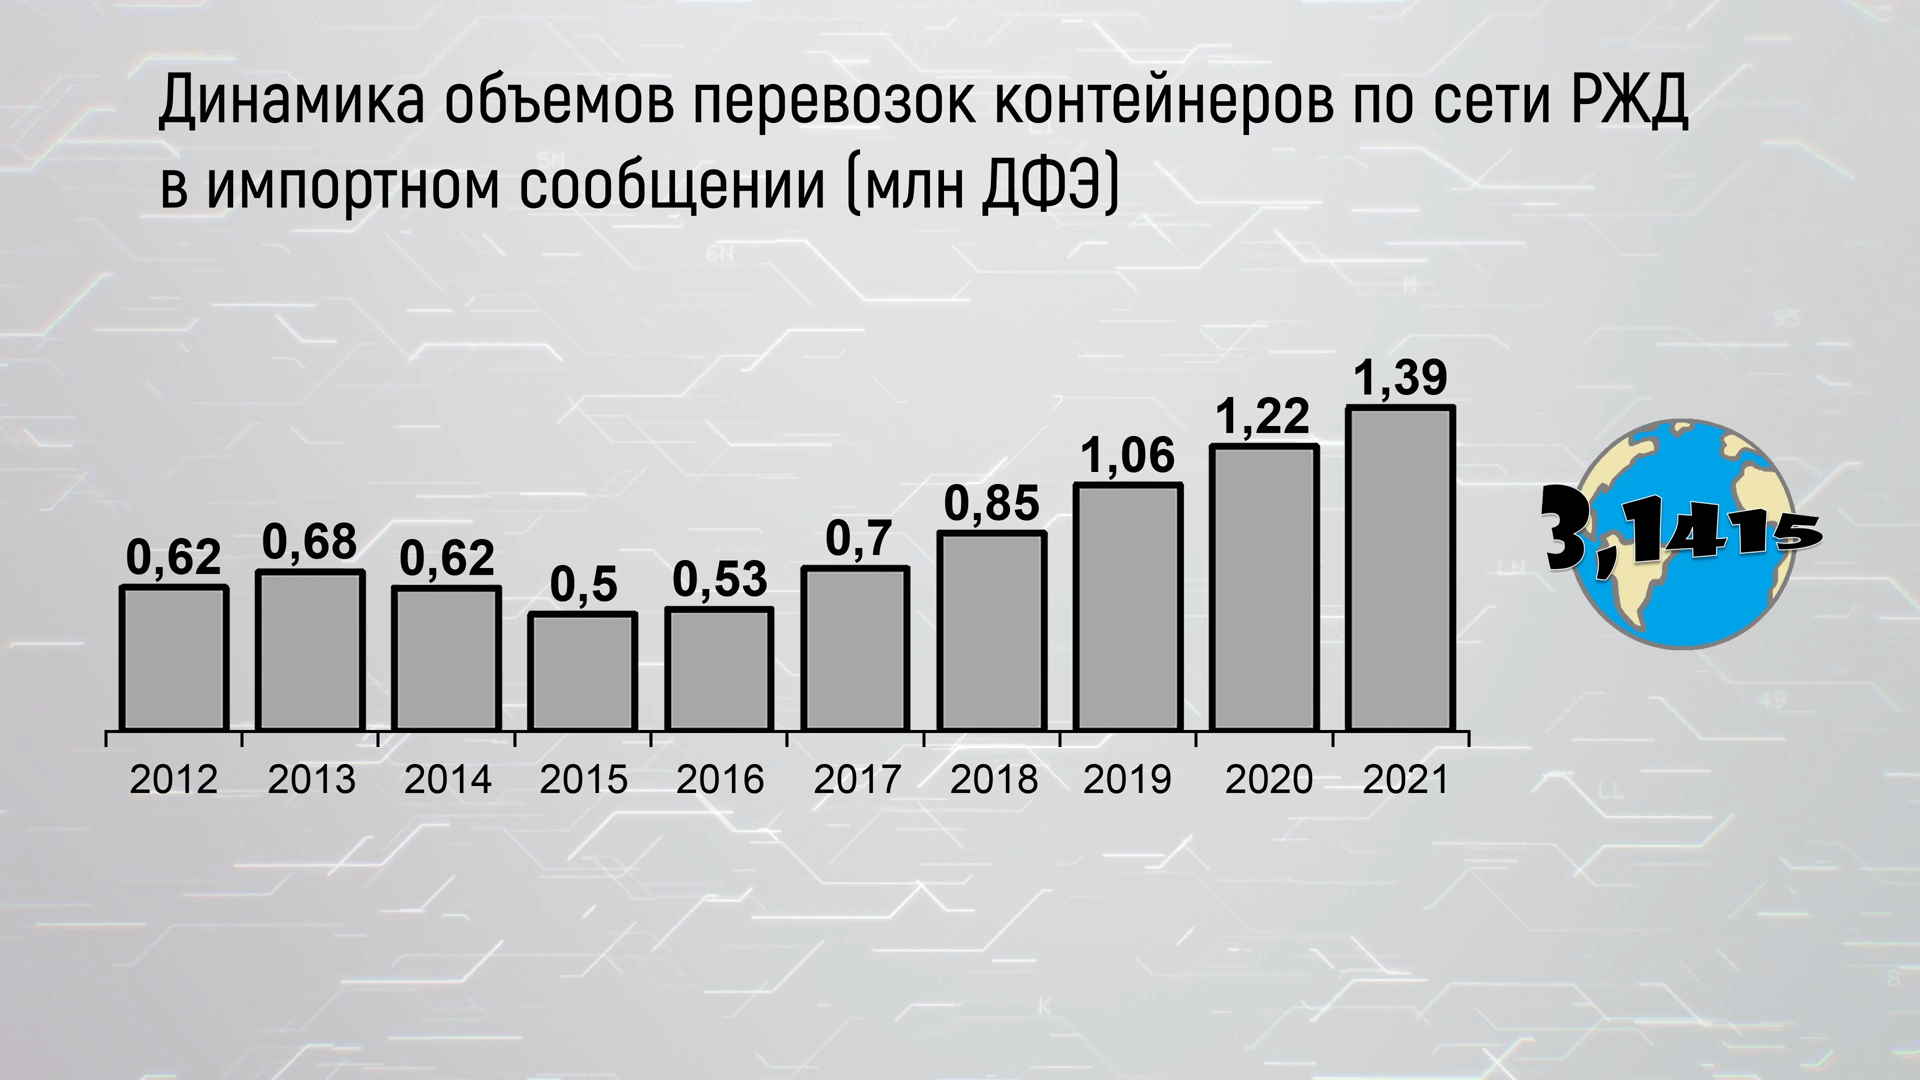 Динамика объемов перевозок контейнеров по сети РЖД
в импортном сообщении (млн ДФЭ)
0,62 0,68 0,62 0,5 0,53 0,7 0,85 1,06 1,22 1,39
3,1415
2012 2013 2014 2015 2016 2017 2018 2019 2020 2021